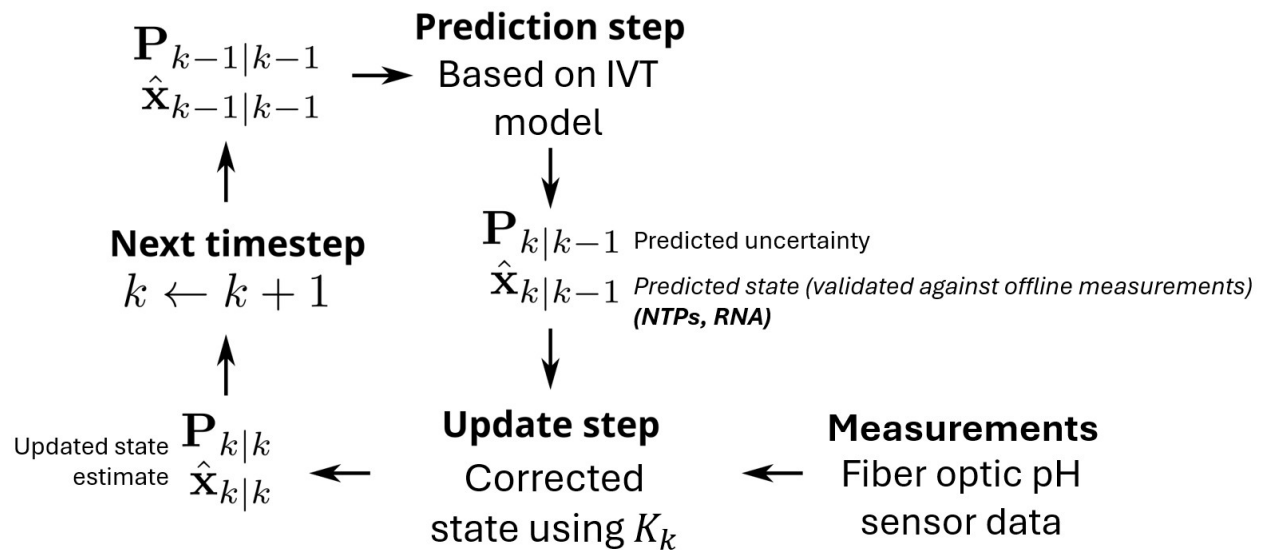 P_{k-1|k-1}
x̂_{k-1|k-1}
Prediction step
Based on IVT
model
P_{k|k-1} Predicted uncertainty
x̂_{k|k-1} Predicted state (validated against offline measurements)
(NTPs, RNA)
Update step
Corrected
state using K_k
Measurements
Fiber optic pH
sensor data
Updated state P_{k|k}
estimate x̂_{k|k}
Next timestep
k ← k + 1